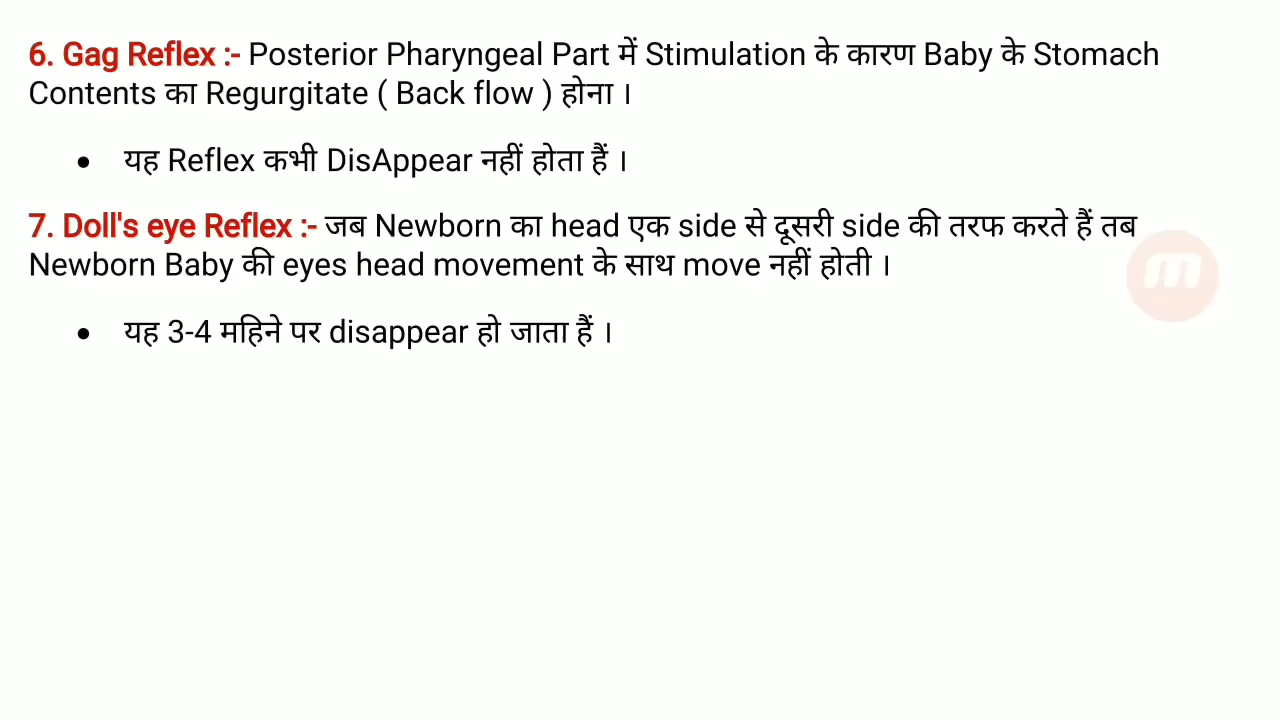 6. Gag Reflex :- Posterior Pharyngeal Part में Stimulation के कारण Baby के Stomach
Contents का Regurgitate ( Back flow ) होना ।
• यह Reflex कभी DisAppear नहीं होता हैं ।
7. Doll's eye Reflex :- जब Newborn का head एक side से दूसरी side की तरफ करते हैं तब
Newborn Baby की eyes head movement के साथ move नहीं होती ।
• यह 3-4 महिने पर disappear हो जाता हैं ।
m